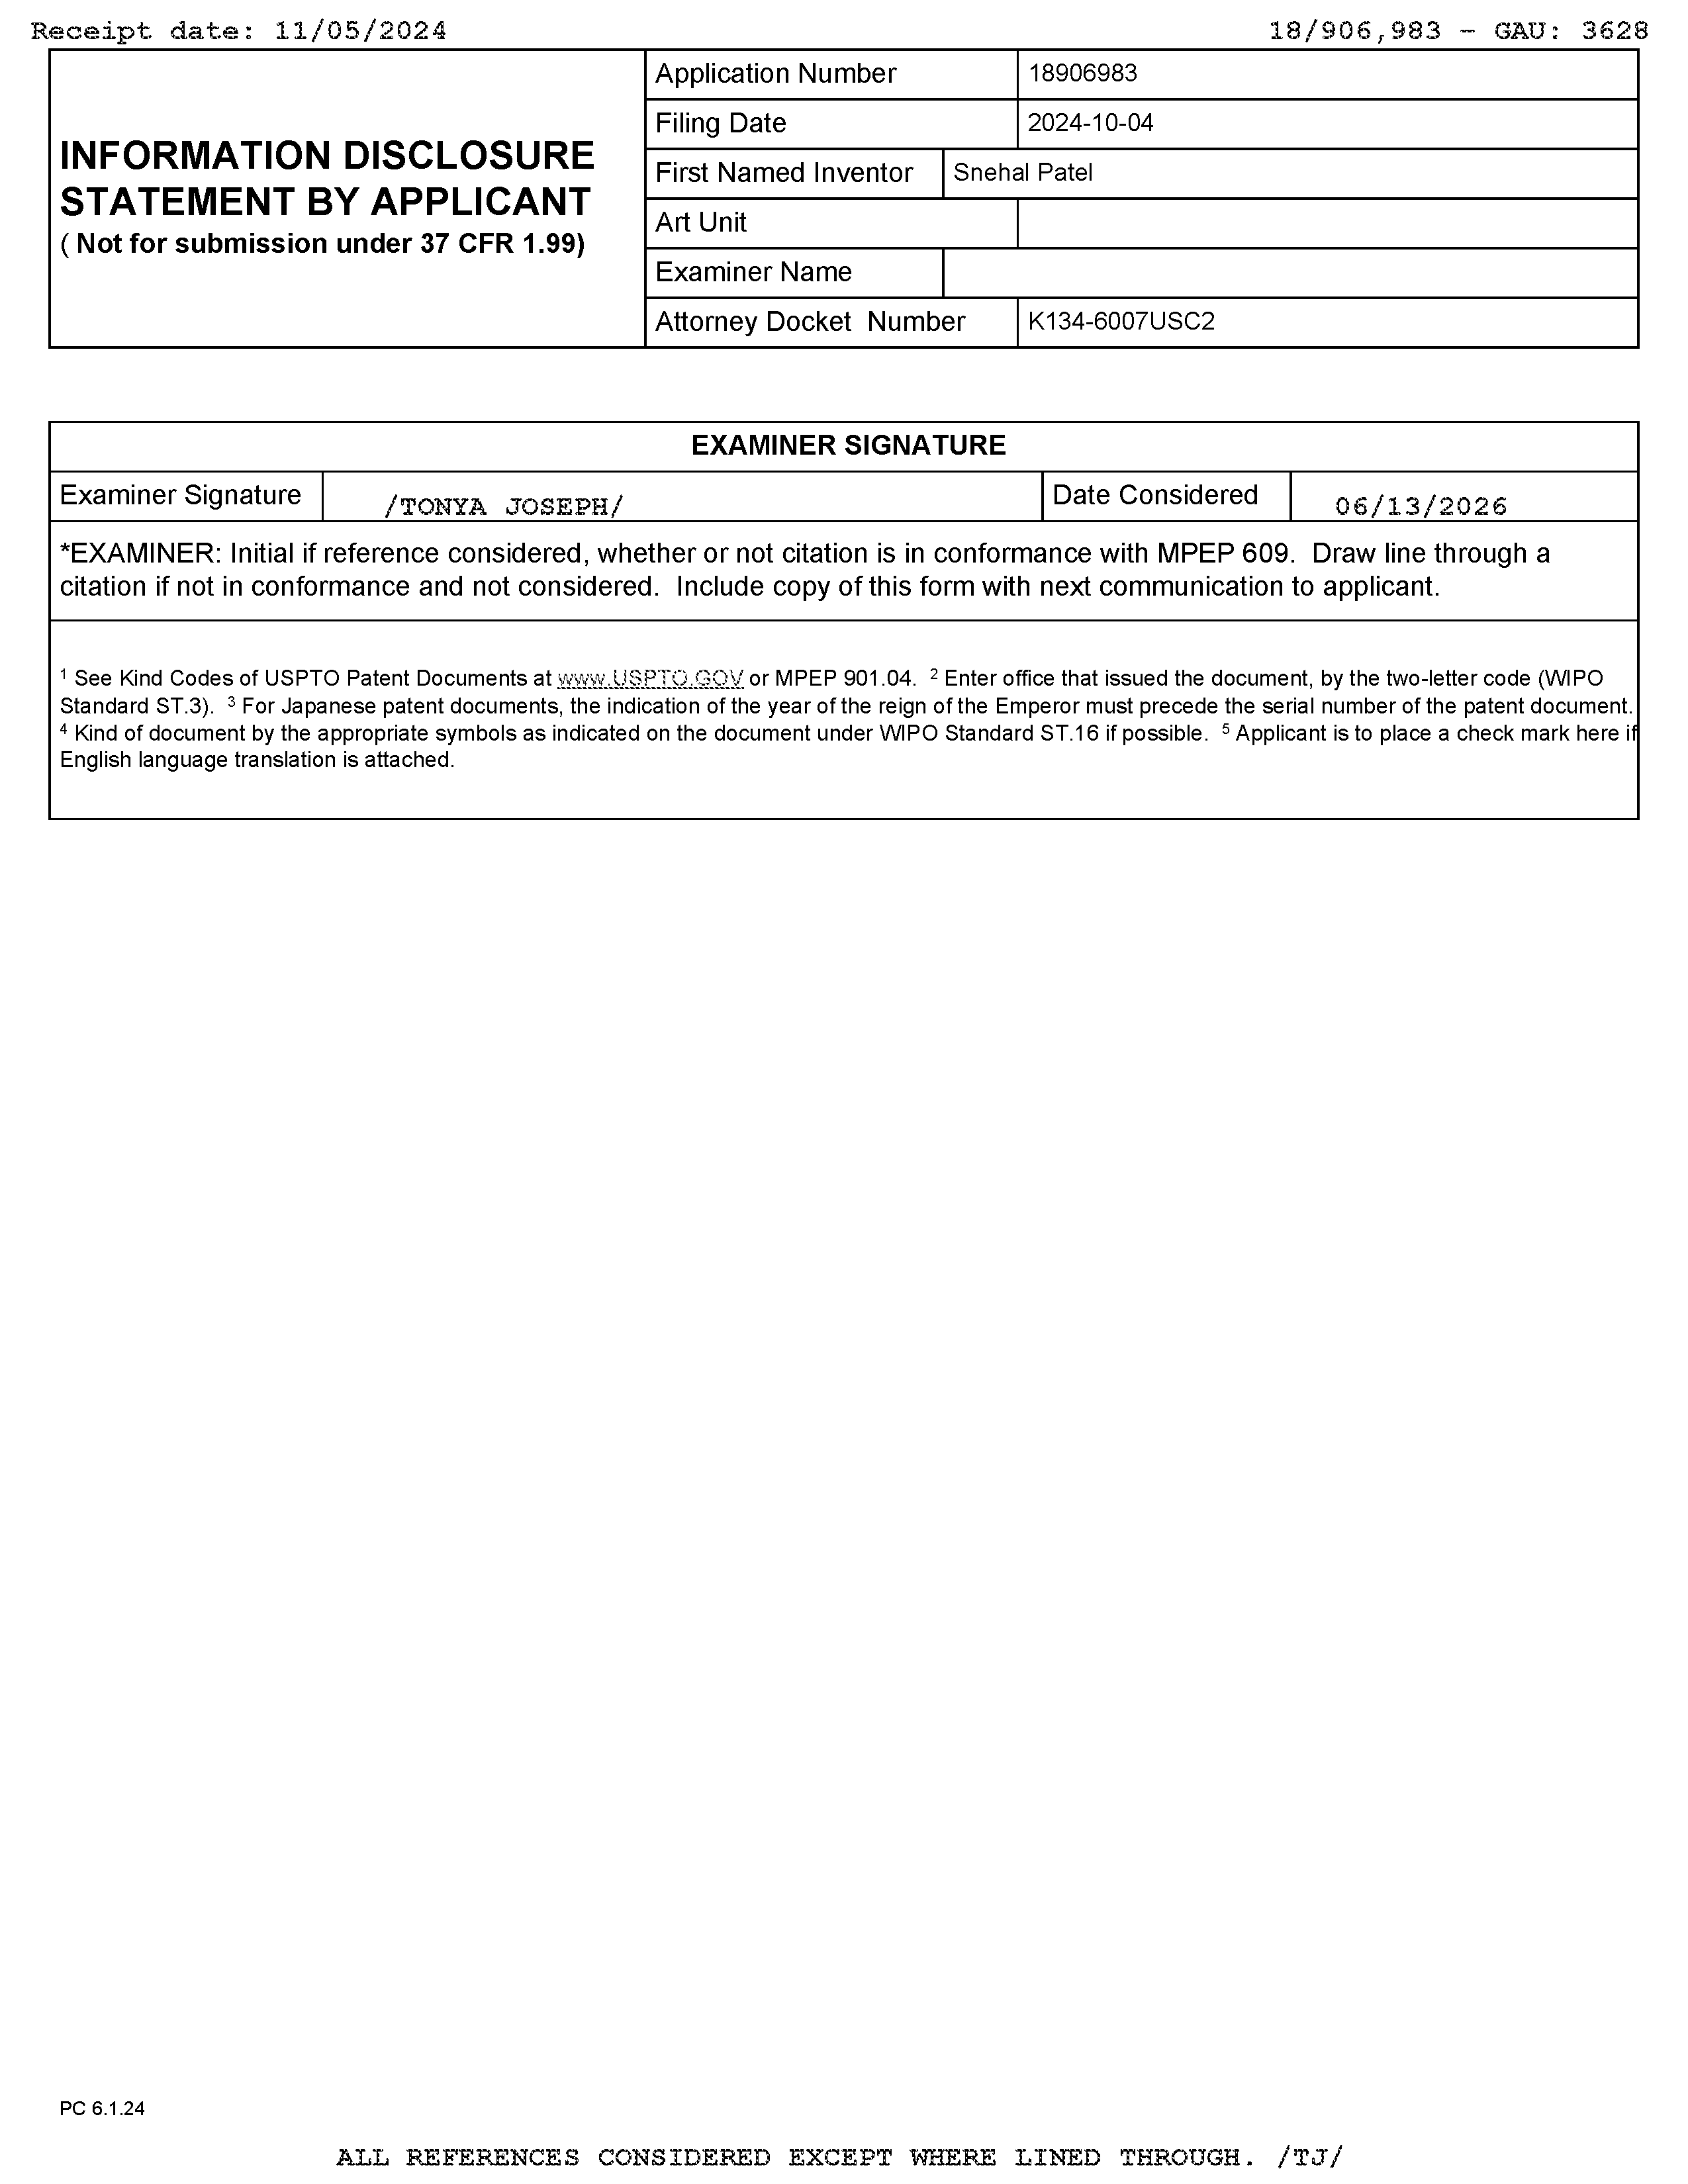 Receipt date: 11/05/2024 18/906,983 - GAU: 3628
INFORMATION DISCLOSURE
STATEMENT BY APPLICANT
( Not for submission under 37 CFR 1.99)
Application Number 18906983
Filing Date 2024-10-04
First Named Inventor Snehal Patel
Art Unit
Examiner Name
Attorney Docket Number K134-6007USC2
EXAMINER SIGNATURE
Examiner Signature /TONYA JOSEPH/ Date Considered 06/13/2026
*EXAMINER: Initial if reference considered, whether or not citation is in conformance with MPEP 609. Draw line through a
citation if not in conformance and not considered. Include copy of this form with next communication to applicant.
1 See Kind Codes of USPTO Patent Documents at www.USPTO.GOV or MPEP 901.04. 2 Enter office that issued the document, by the two-letter code (WIPO
Standard ST.3). 3 For Japanese patent documents, the indication of the year of the reign of the Emperor must precede the serial number of the patent document.
4 Kind of document by the appropriate symbols as indicated on the document under WIPO Standard ST.16 if possible. 5 Applicant is to place a check mark here if
English language translation is attached.
PC 6.1.24
ALL REFERENCES CONSIDERED EXCEPT WHERE LINED THROUGH. /TJ/